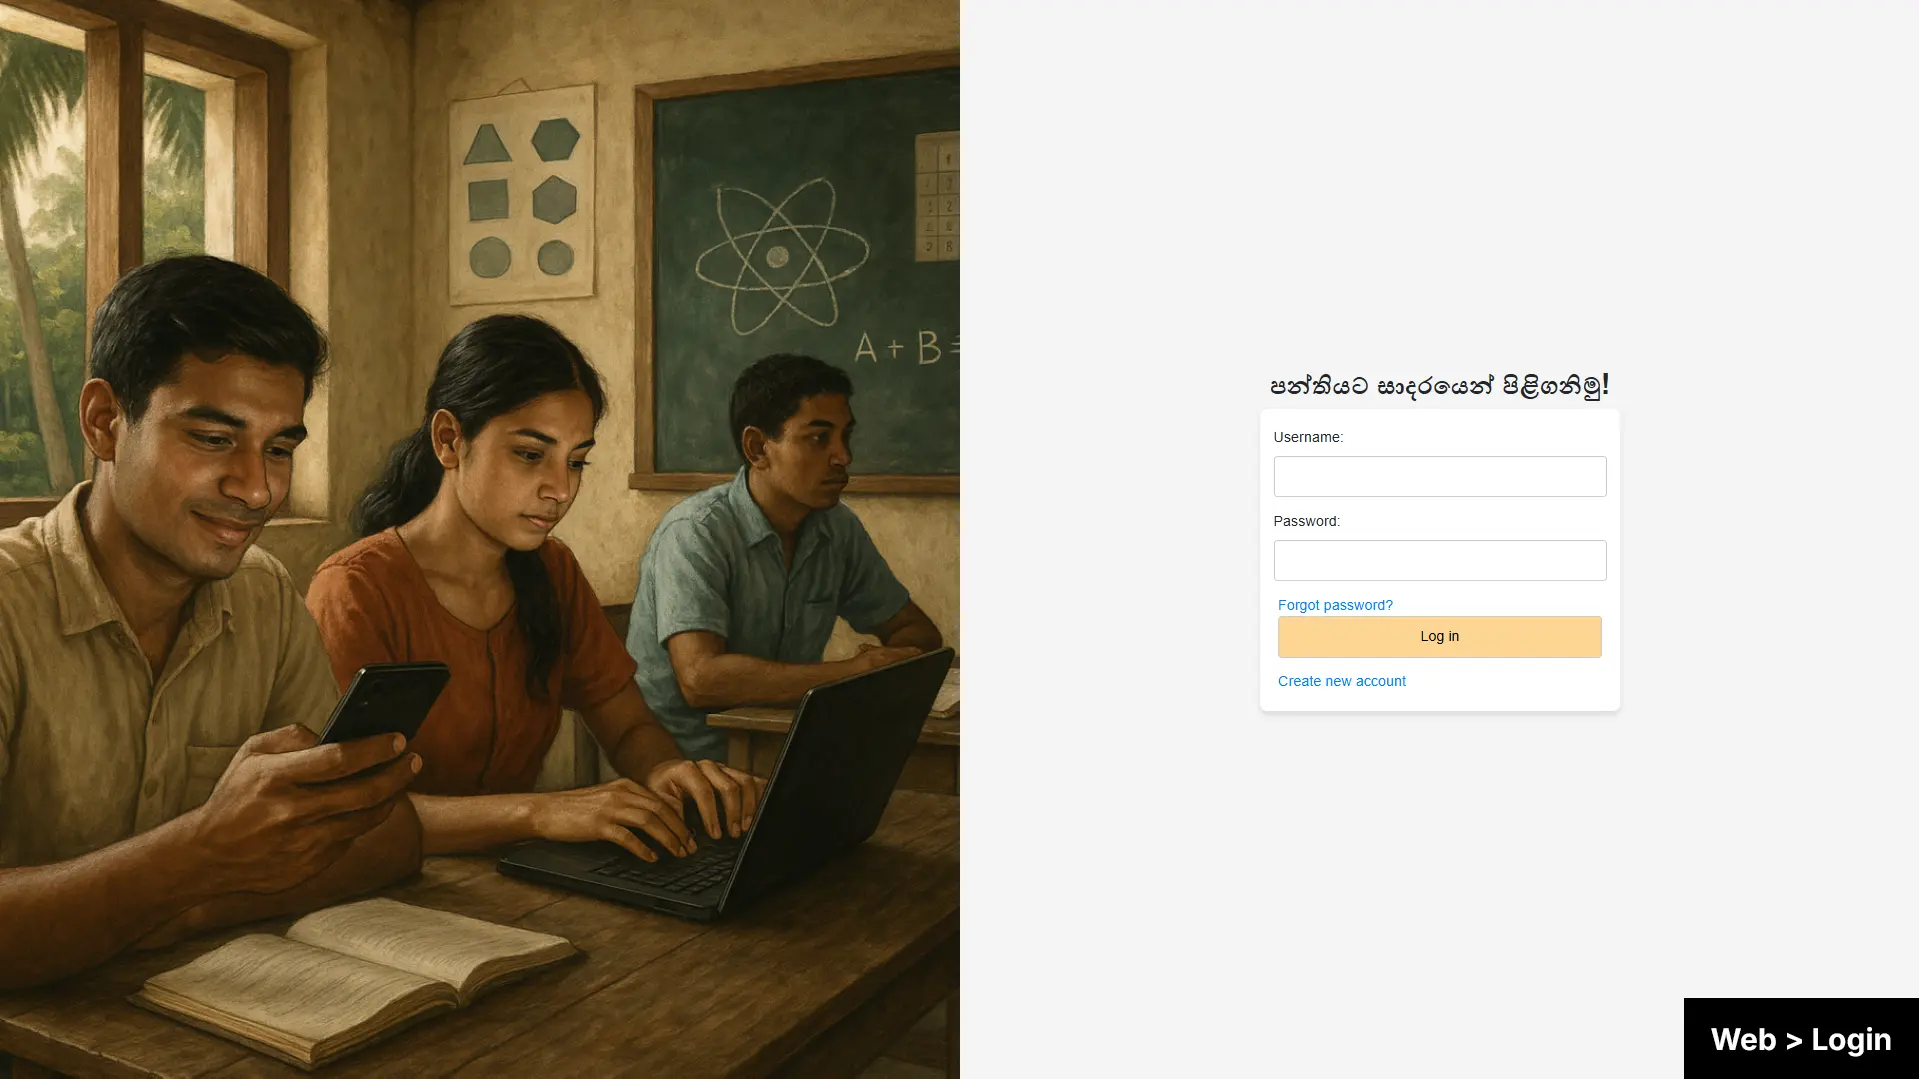 A + B =
පන්තියට සාදරයෙන් පිළිගනිමු!
Username:
Password:
Forgot password?
Log in
Create new account
Web > Login